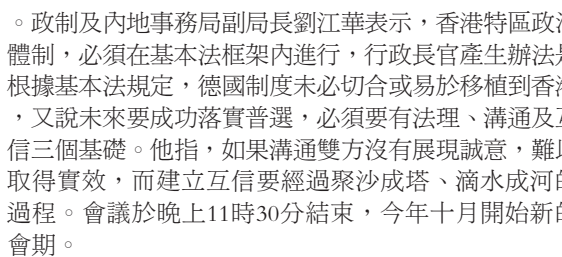 。政制及內地事務局副局長劉江華表示，香港特區政治
體制，必須在基本法框架內進行，行政長官產生辦法是
根據基本法規定，德國制度未必切合或易於移植到香港
，又說未來要成功落實普選，必須要有法理、溝通及互
信三個基礎。他指，如果溝通雙方沒有展現誠意，難以
取得實效，而建立互信要經過聚沙成塔、滴水成河的
過程。會議於晚上11時30分結束，今年十月開始新的
會期。